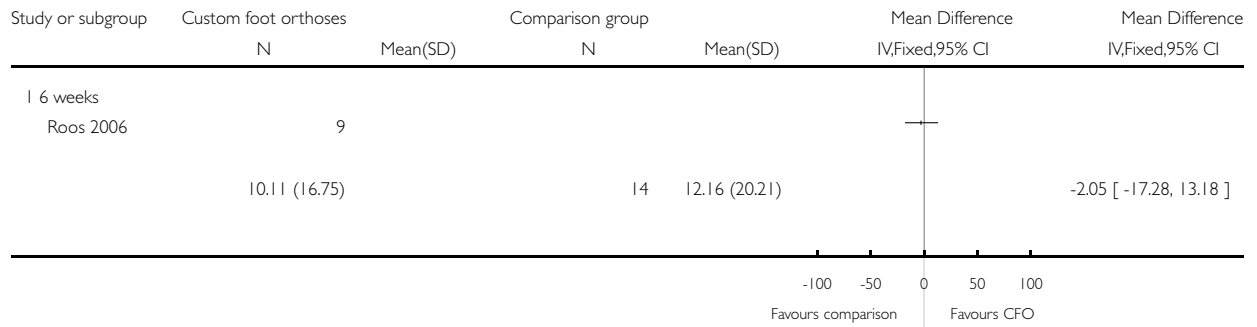 Study or subgroup Custom foot orthoses Comparison group Mean Difference Mean Difference
N Mean(SD) N Mean(SD) IV,Fixed,95% CI IV,Fixed,95% CI
1 6 weeks
Roos 2006 9
10.11 (16.75) 14 12.16 (20.21) -2.05 [ -17.28, 13.18 ]
-100 -50 0 50 100
Favours comparison Favours CFO